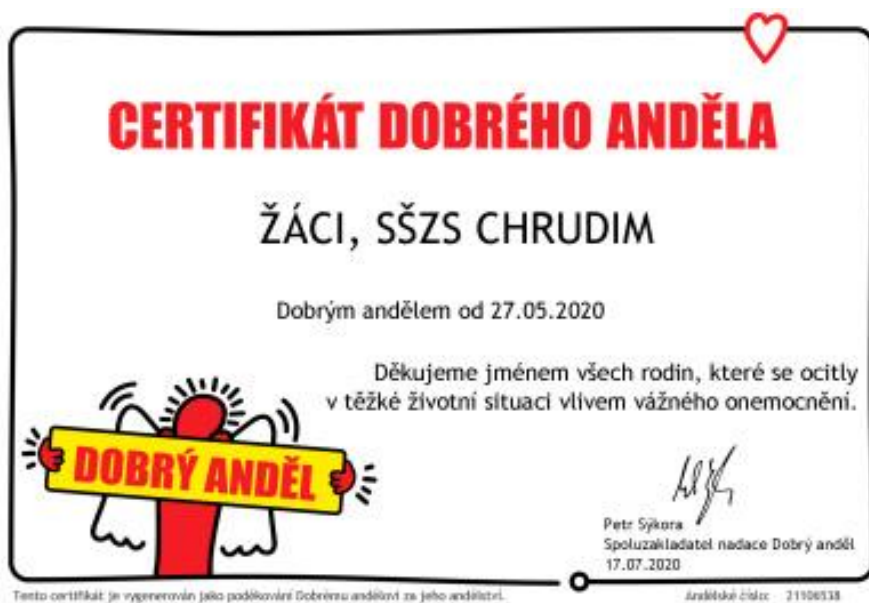 CERTIFIKÁT DOBRÉHO ANDĚLA
ŽÁCI, SŠZS CHRUDIM
Dobrým andělem od 27.05.2020
Děkujeme jménem všech rodin, které se ocitly
v těžké životní situaci vlivem vážného onemocnění.
DOBRÝ ANDĚL
Petr Sýkora
Spoluzakladatel nadace Dobrý anděl
17.07.2020
Tento certifikát je vygenerován jako poděkování Dobrému andělovi za jeho andělství.
Andělské číslo: 21106538